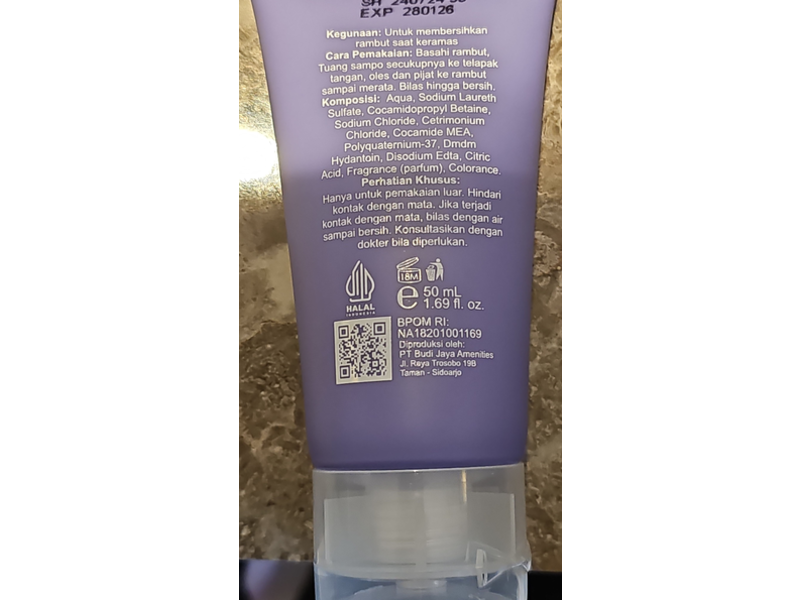 EXP 280126
Kegunaan: Untuk membersihkan
rambut saat keramas
Cara Pemakaian: Basahi rambut,
Tuang sampo secukupnya ke telapak
tangan, oles dan pijat ke rambut
sampai merata. Bilas hingga bersih.
Komposisi: Aqua, Sodium Laureth
Sulfate, Cocamidopropyl Betaine,
Sodium Chloride, Cetrimonium
Chloride, Cocamide MEA,
Polyquaternium-37, Dmdm
Hydantoin, Disodium Edta, Citric
Acid, Fragrance (parfum), Colorance.
Perhatian Khusus:
Hanya untuk pemakaian luar. Hindari
kontak dengan mata. Jika terjadi
kontak dengan mata, bilas dengan air
sampai bersih. Konsultasikan dengan
dokter bila diperlukan.
18M
e 50 mL
1.69 fl. oz.
HALAL
INDONESIA
BPOM RI:
NA18201001169
Diproduksi oleh:
PT Budi Jaya Amenities
Jl. Raya Trosobo 19B
Taman - Sidoarjo